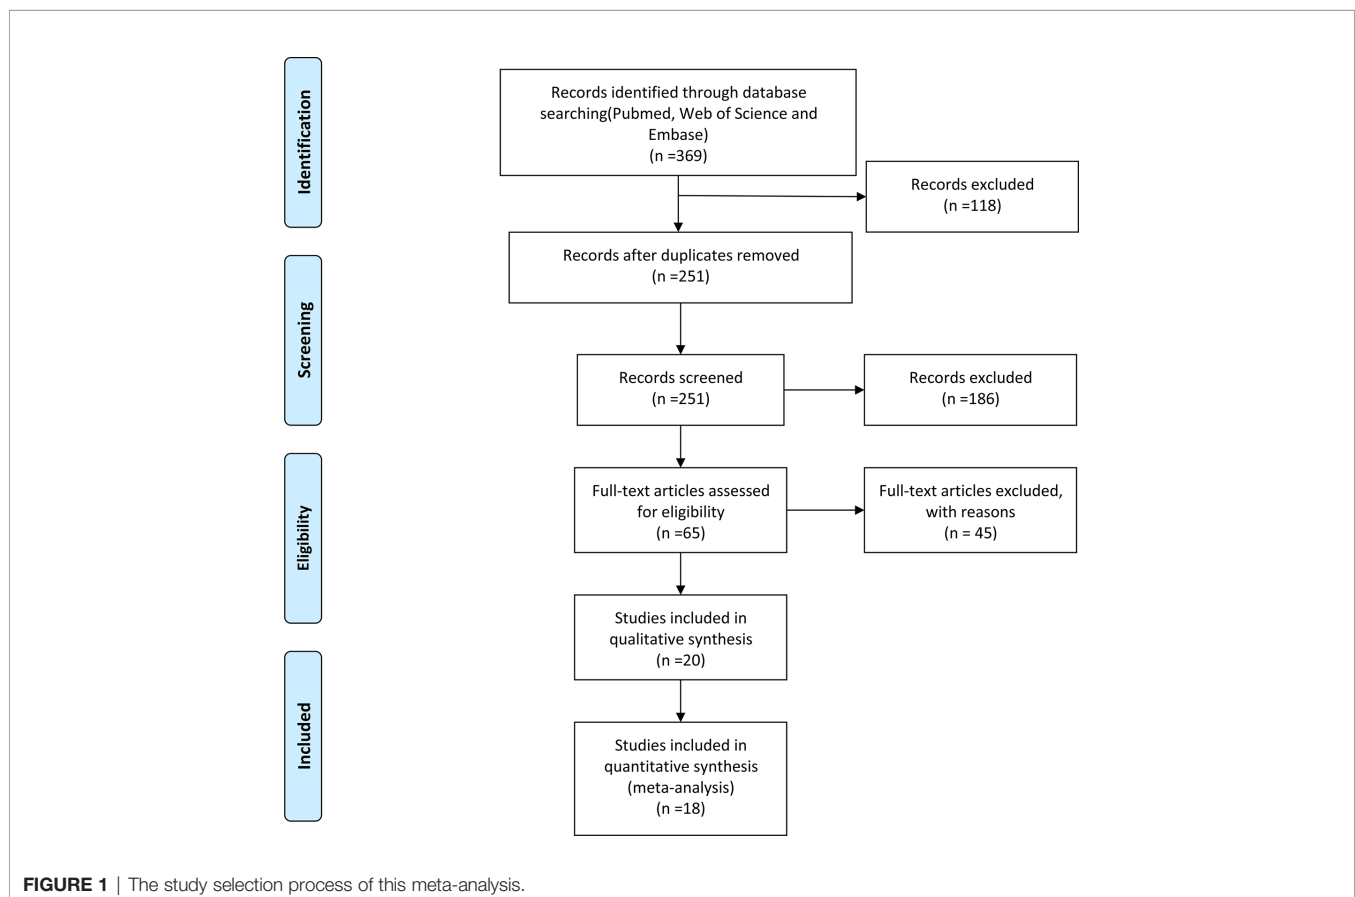 Identification
Records identified through database
searching(Pubmed, Web of Science and
Embase)
(n =369)
Records excluded
(n =118)
Records after duplicates removed
(n =251)
Screening
Records screened
(n =251)
Records excluded
(n =186)
Eligibility
Full-text articles assessed
for eligibility
(n =65)
Full-text articles excluded,
with reasons
(n = 45)
Studies included in
qualitative synthesis
(n =20)
Included
Studies included in
quantitative synthesis
(meta-analysis)
(n =18)
FIGURE 1 | The study selection process of this meta-analysis.